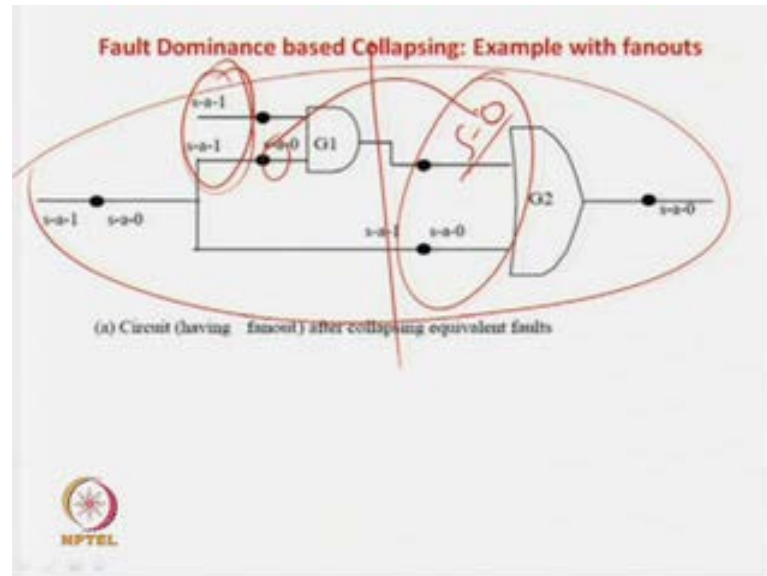 Fault Dominance based Collapsing: Example with fanouts
s-a-1
s-a-1 s-a-0 G1
s-0
G2
s-a-1 s-a-0
s-a-0
s-a-1 s-a-0
(a) Circuit (having fanout) after collapsing equivalent faults
NPTEL